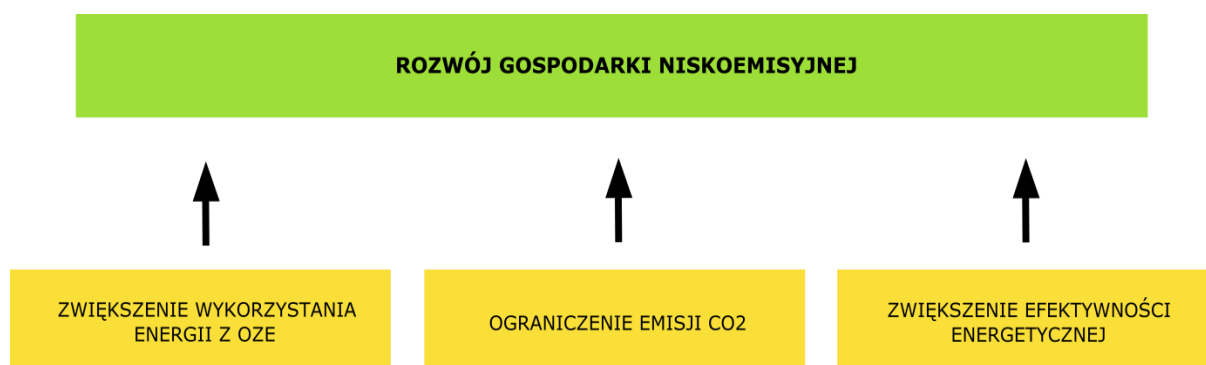 ROZWÓJ GOSPODARKI NISKOEMISYJNEJ
ZWIĘKSZENIE WYKORZYSTANIA
ENERGII Z OZE
OGRANICZENIE EMISJI CO2
ZWIĘKSZENIE EFEKTYWNOŚCI
ENERGETYCZNEJ